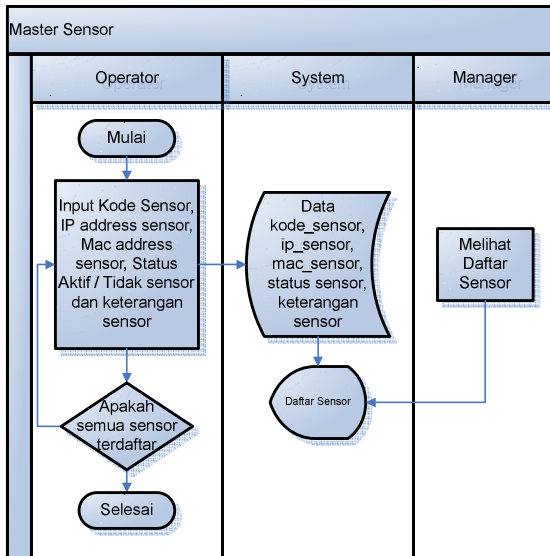 Master Sensor
Operator
System
Manager
Mulai
Input Kode Sensor,
IP address sensor,
Mac address
sensor, Status
Aktif / Tidak sensor
dan keterangan
sensor
Data
kode_sensor,
ip_sensor,
mac_sensor,
status sensor,
keterangan
sensor
Melihat
Daftar
Sensor
Daftar Sensor
Apakah
semua sensor
terdaftar
Selesai